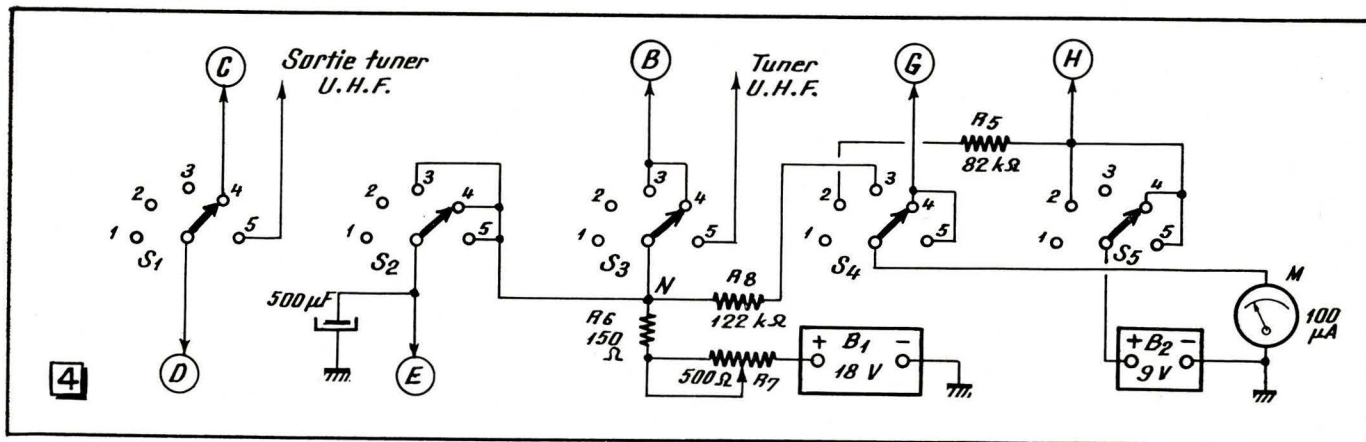 C
Sortie tuner
U.H.F.
B
Tuner
U.H.F.
G
H
R5
82 kΩ
1 2 3 4 5
S1
1 2 3 4 5
S2
1 2 3 4 5
S3
1 2 3 4 5
S4
1 2 3 4 5
S5
N
R8
122 kΩ
M
100
µA
500 µF
R6
150
Ω
500 Ω R7
+ B1 -
18 V
+ B2 -
9 V
D
E
4